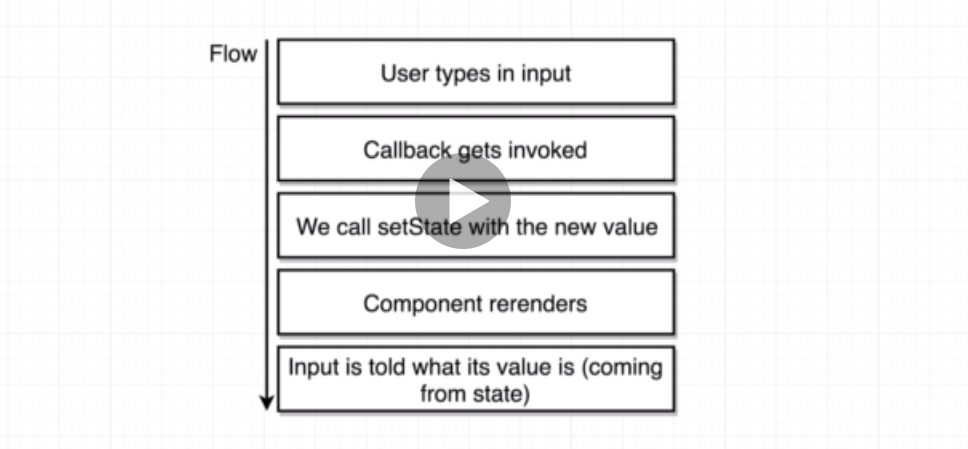 Flow
User types in input
Callback gets invoked
We call setState with the new value
Component rerenders
Input is told what its value is (coming
from state)